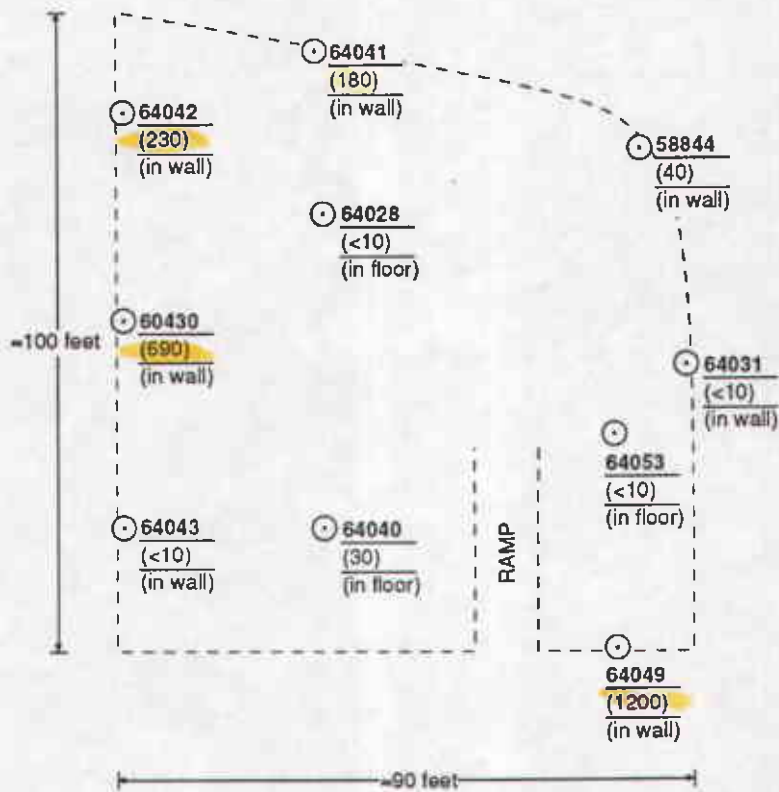 64041
(180)
(in wall)
64042
(230)
(in wall)
58844
(40)
(in wall)
64028
(<10)
(in floor)
60430
(690)
(in wall)
≈100 feet
64031
(<10)
(in wall)
64053
(<10)
(in floor)
64043
(<10)
(in wall)
64040
(30)
(in floor)
RAMP
64049
(1200)
(in wall)
≈90 feet